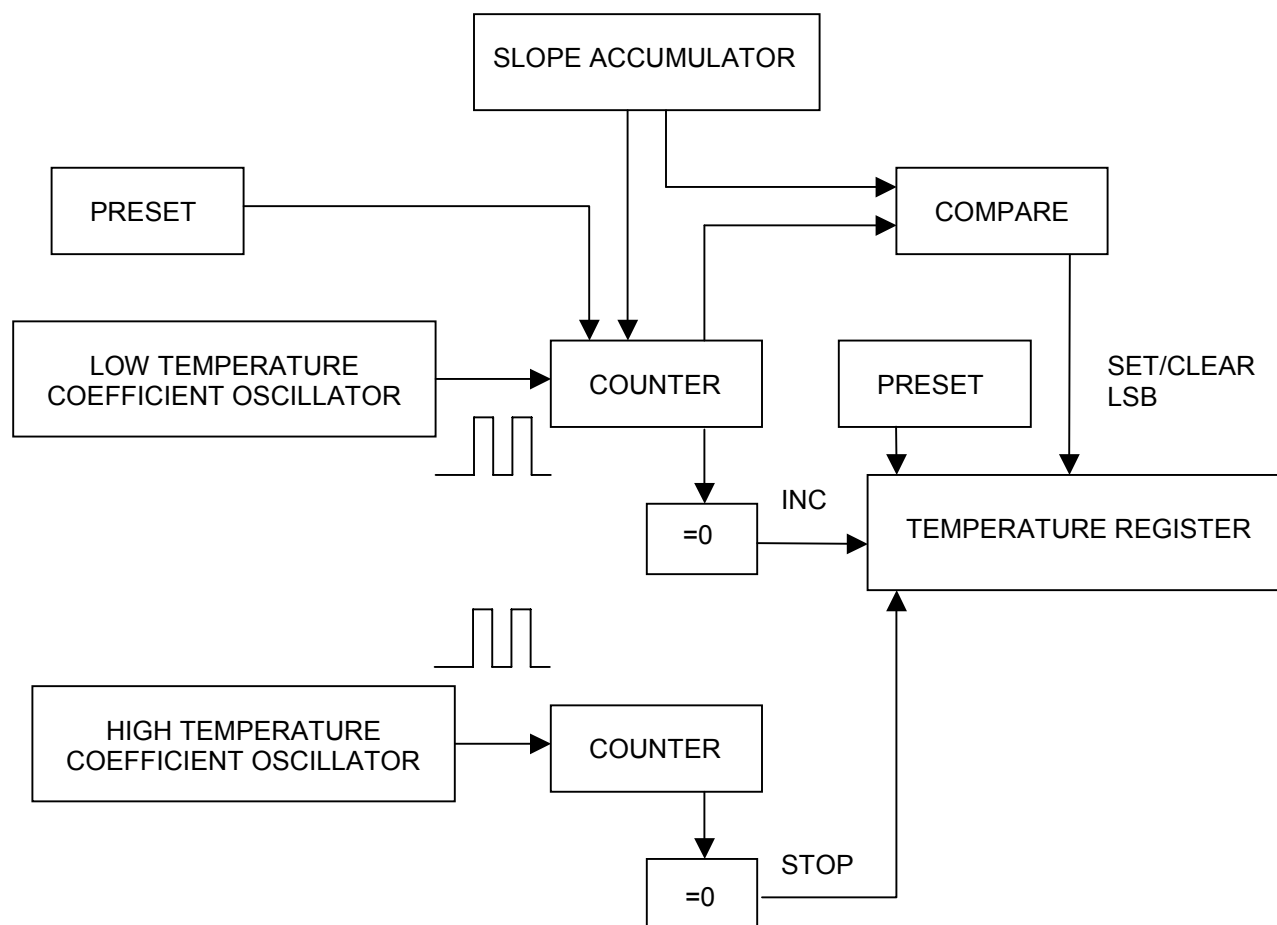 SLOPE ACCUMULATOR
PRESET
COMPARE
LOW TEMPERATURE
COEFFICIENT OSCILLATOR
COUNTER
PRESET
SET/CLEAR
LSB
=0
INC
TEMPERATURE REGISTER
HIGH TEMPERATURE
COEFFICIENT OSCILLATOR
COUNTER
=0
STOP